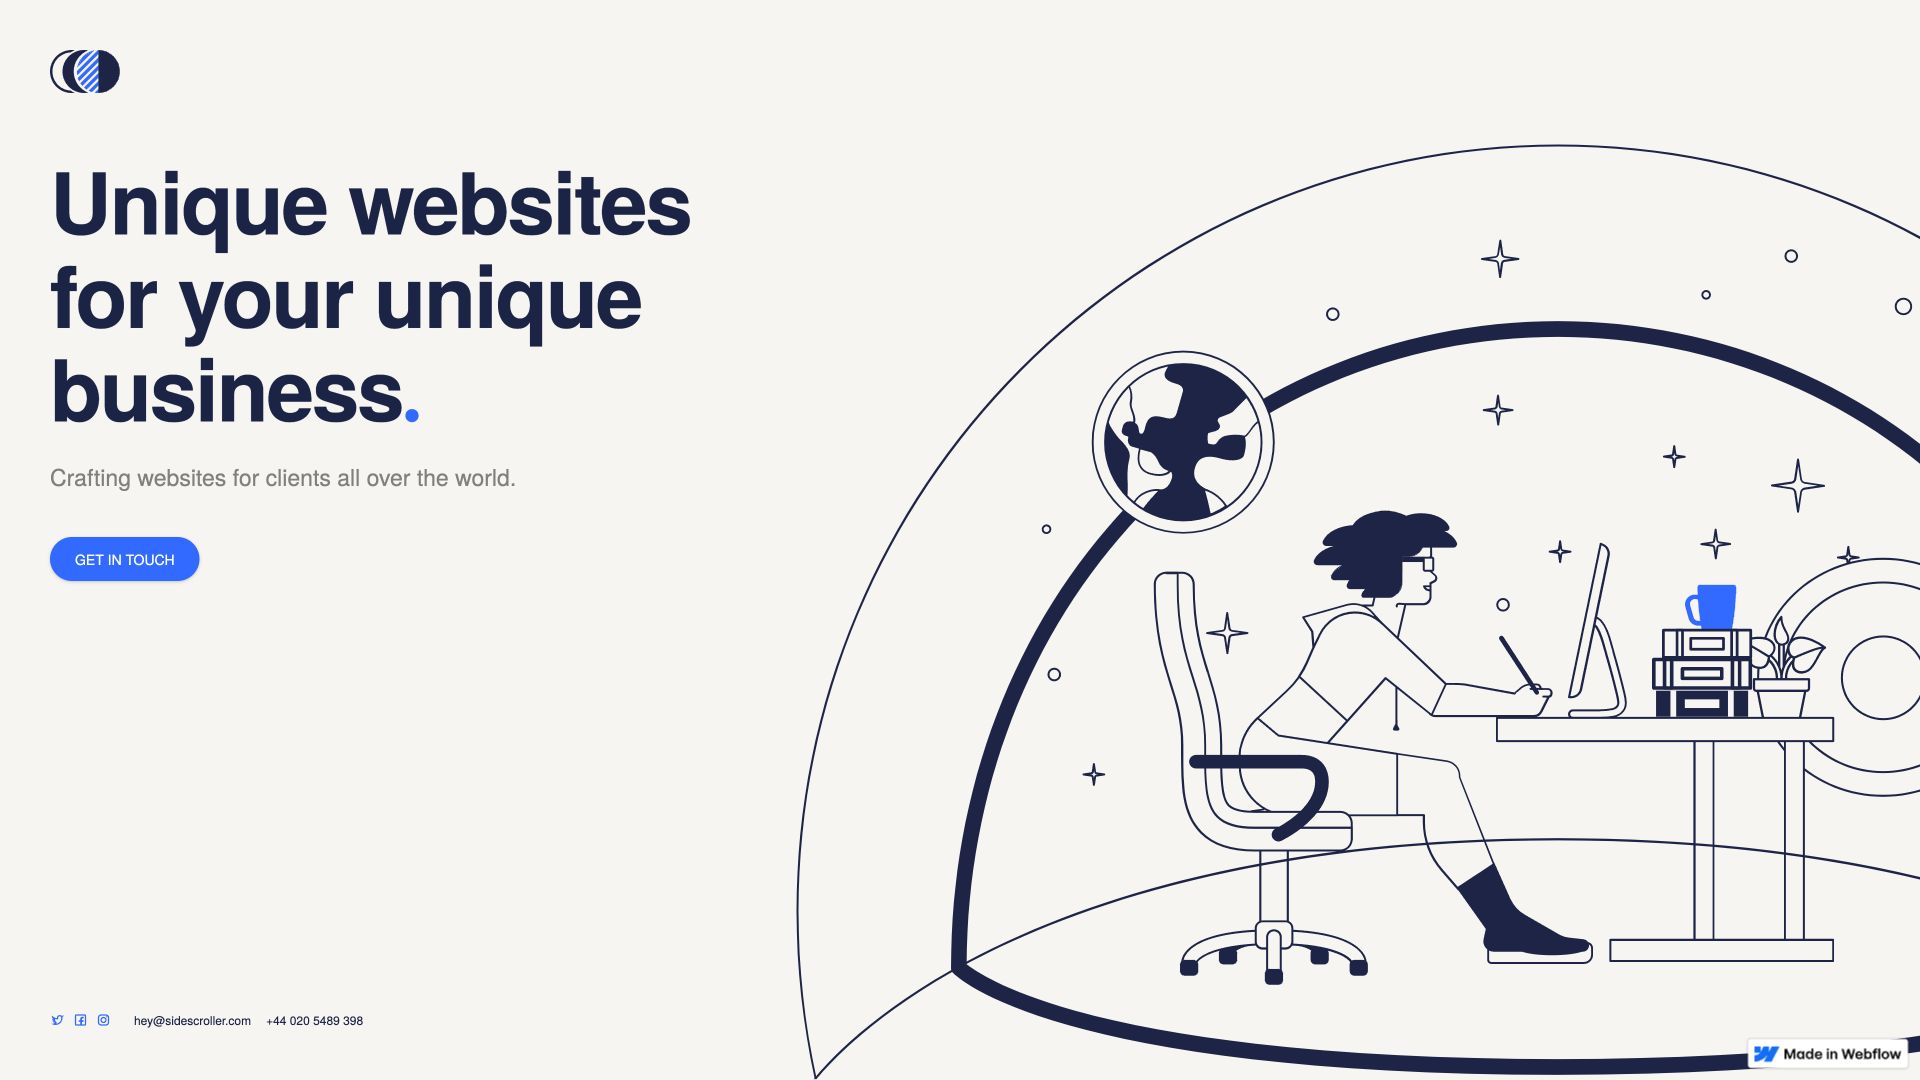 Unique websites
for your unique
business.
Crafting websites for clients all over the world.
GET IN TOUCH
hey@sidescroller.com +44 020 5489 398
Made in Webflow